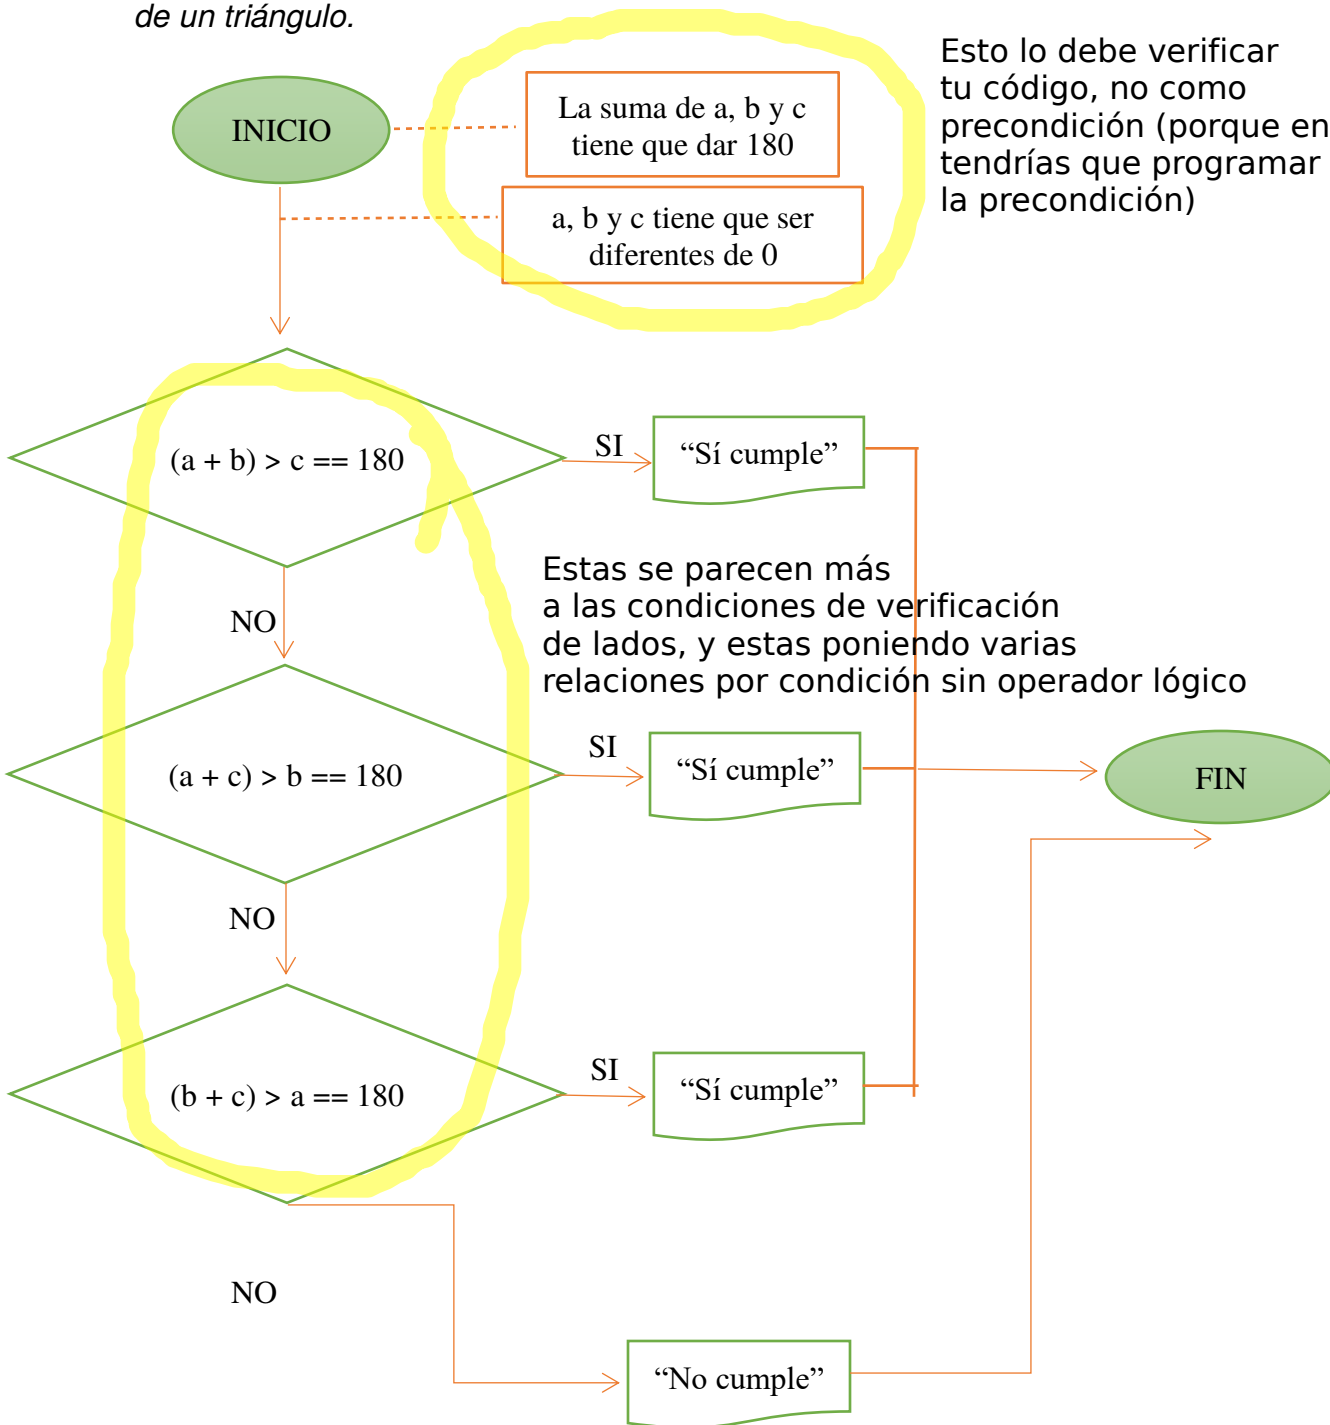 de un triángulo.
INICIO
La suma de a, b y c
tiene que dar 180
a, b y c tiene que ser
diferentes de 0
Esto lo debe verificar
tu código, no como
precondición (porque en
tendrías que programar
la precondición)
(a + b) > c == 180
SI
“Sí cumple”
NO
Estas se parecen más
a las condiciones de verificación
de lados, y estas poniendo varias
relaciones por condición sin operador lógico
(a + c) > b == 180
SI
“Sí cumple”
FIN
NO
(b + c) > a == 180
SI
“Sí cumple”
NO
“No cumple”